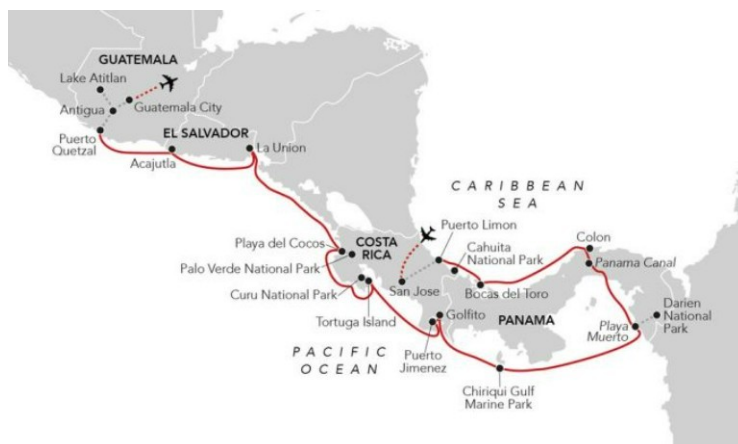 GUATEMALA
Lake Atitlan
Antigua
Guatemala City
Puerto
Quetzal
EL SALVADOR
La Union
Acajutla
CARIBBEAN
SEA
Puerto Limon
Cahuita
National Park
Colon
Panama Canal
Playa del Cocos
COSTA
RICA
Palo Verde National Park
Curu National Park
San Jose
Bocas del Toro
Tortuga Island
Golfito
PANAMA
Darien
National
Park
Playa
Muerto
PACIFIC
OCEAN
Puerto
Jimenez
Chiriqui Gulf
Marine Park